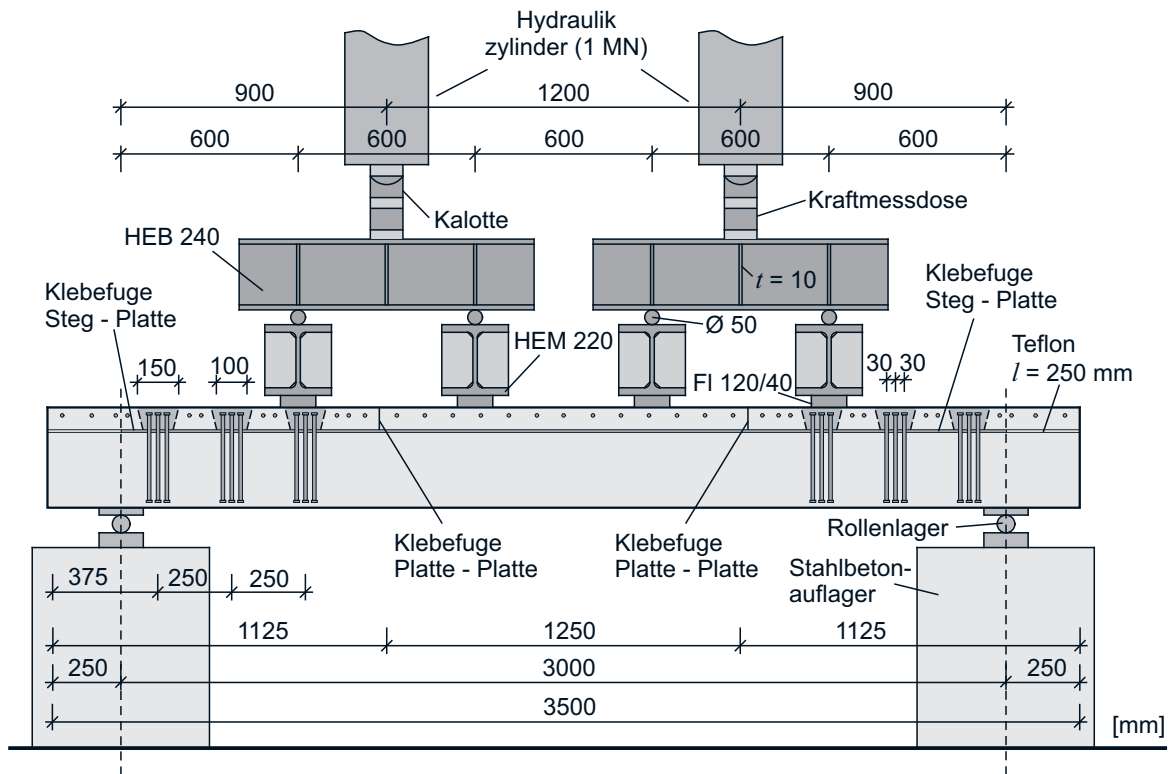 Hydraulik
zylinder (1 MN)
900
1200
900
600
600
600
600
600
Kalotte
Kraftmessdose
HEB 240
t = 10
Klebefuge
Steg - Platte
Klebefuge
Steg - Platte
Ø 50
HEM 220
Teflon
l = 250 mm
150
100
30
30
FI 120/40
Klebefuge
Platte - Platte
Klebefuge
Platte - Platte
Rollenlager
Stahlbeton-
auflager
375
250
250
1125
1250
1125
250
3000
250
3500
[mm]